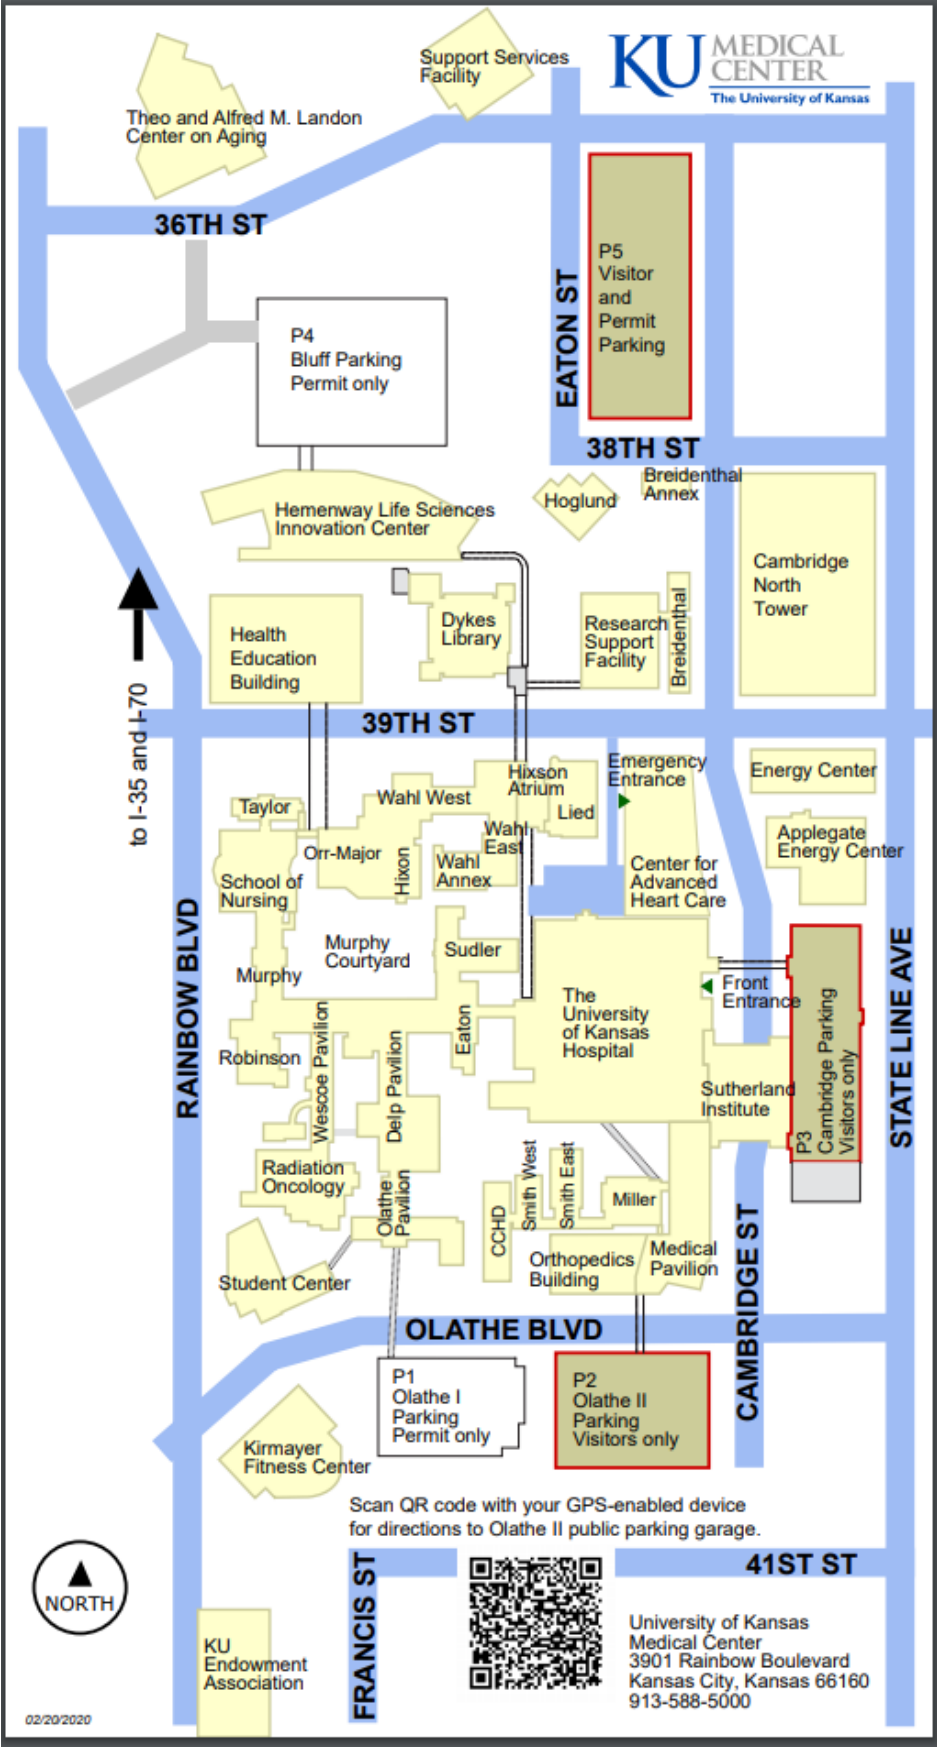 Support Services
Facility
KU MEDICAL
CENTER
The University of Kansas
Theo and Alfred M. Landon
Center on Aging
36TH ST
P5
Visitor
and
Permit
Parking
EATON ST
P4
Bluff Parking
Permit only
38TH ST
Breidenthal
Annex
Hoglund
Hemenway Life Sciences
Innovation Center
Cambridge
North
Tower
Dykes
Library
Research
Support
Facility
Breidenthal
Health
Education
Building
to I-35 and I-70
39TH ST
Emergency
Entrance
Energy Center
Hixson
Atrium
Wahl West
Taylor
Lied
Wahl
East
Applegate
Energy Center
Orr-Major
Hixon
Wahl
Annex
Center for
Advanced
Heart Care
School of
Nursing
RAINBOW BLVD
Murphy
Courtyard
Sudler
STATE LINE AVE
Murphy
Front
Entrance
The
University
of Kansas
Hospital
P3
Cambridge Parking
Visitors only
Wescoe Pavilion
Eaton
Delp Pavilion
Robinson
Sutherland
Institute
Radiation
Oncology
Olathe
Pavilion
Smith West
Smith East
Miller
CCHD
Orthopedics
Building
Medical
Pavilion
Student Center
CAMBRIDGE ST
OLATHE BLVD
P1
Olathe I
Parking
Permit only
P2
Olathe II
Parking
Visitors only
Kirmayer
Fitness Center
Scan QR code with your GPS-enabled device
for directions to Olathe II public parking garage.
41ST ST
FRANCIS ST
NORTH
University of Kansas
Medical Center
3901 Rainbow Boulevard
Kansas City, Kansas 66160
913-588-5000
KU
Endowment
Association
02/20/2020